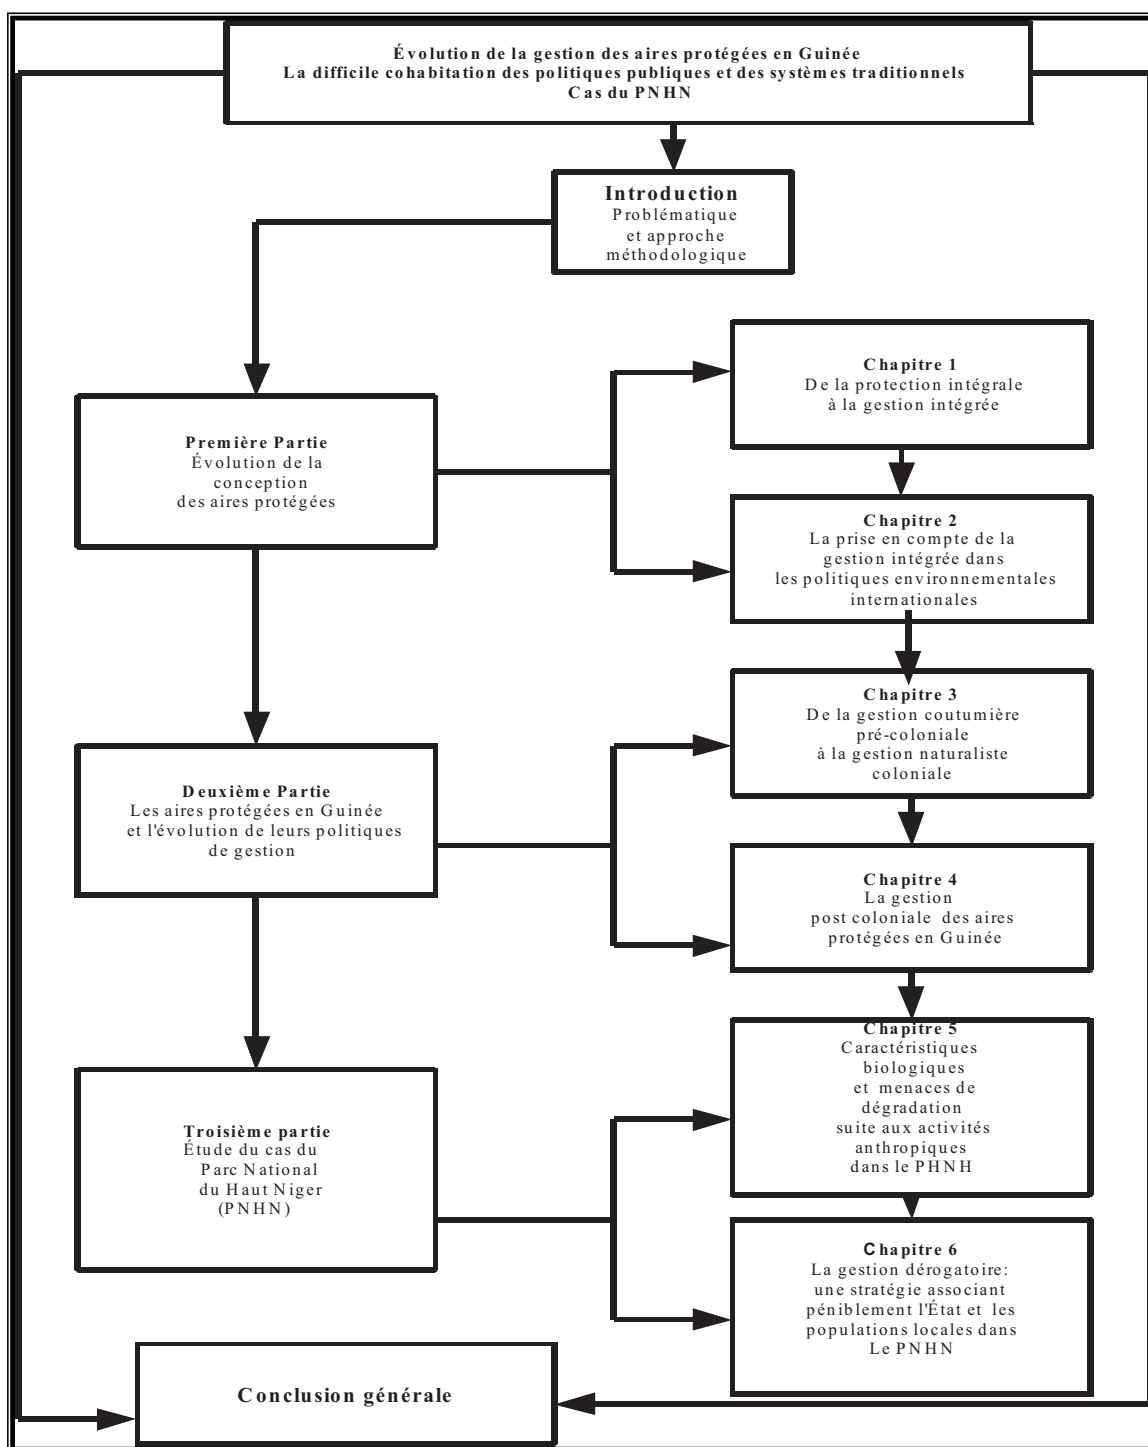 Évolution de la gestion des aires protégées en Guinée
La difficile cohabitation des politiques publiques et des systèmes traditionnels
Cas du PNHN
Introduction
Problématique
et approche
méthodologique
Première Partie
Évolution de la
conception
des aires protégées
Chapitre 1
De la protection intégrale
à la gestion intégrée
Chapitre 2
La prise en compte de la
gestion intégrée dans
les politiques environnementales
internationales
Deuxième Partie
Les aires protégées en Guinée
et l'évolution de leurs politiques
de gestion
Chapitre 3
De la gestion coutumière
pré-coloniale
à la gestion naturaliste
coloniale
Chapitre 4
La gestion
post coloniale des aires
protégées en Guinée
Troisième partie
Étude du cas du
Parc National
du Haut Niger
(PNHN)
Chapitre 5
Caractéristiques
biologiques
et menaces de
dégradation
suite aux activités
anthropiques
dans le PHNH
Chapitre 6
La gestion dérogatoire:
une stratégie associant
péniblement l'État et les
populations locales dans
Le PNHN
Conclusion générale